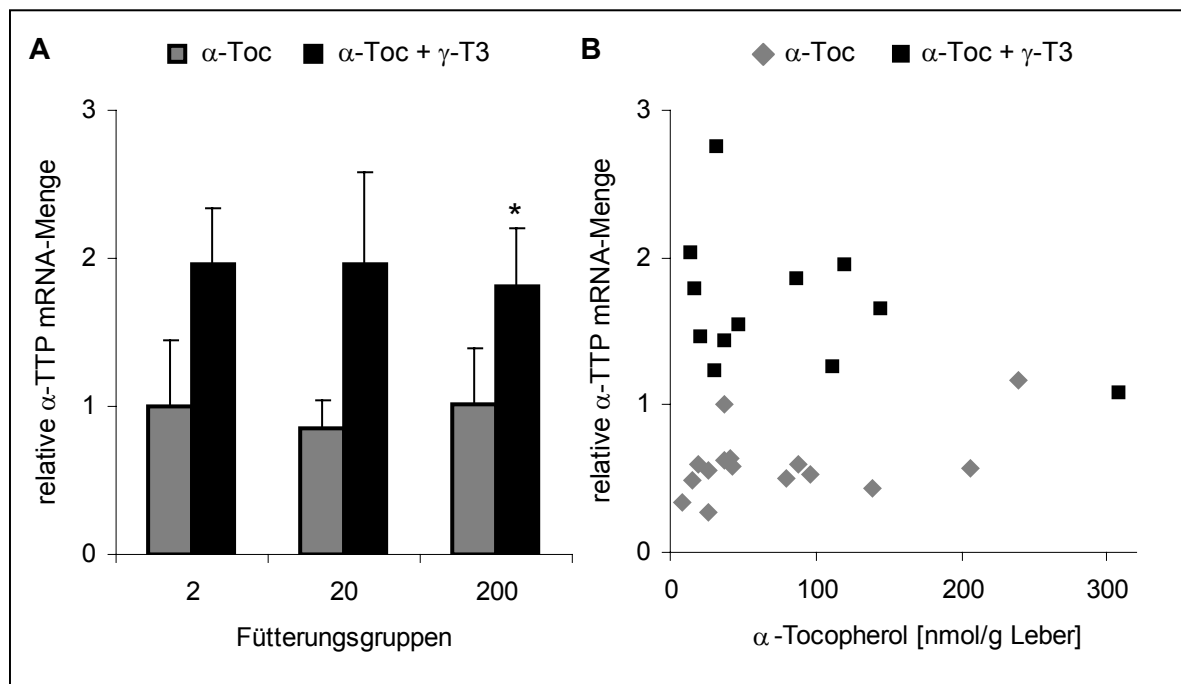 A
α-Toc
α-Toc + γ-T3
relative α-TTP mRNA-Menge
3
2
1
0
*
2
20
200
Fütterungsgruppen
B
α-Toc
α-Toc + γ-T3
relative α-TTP mRNA-Menge
3
2
1
0
0
100
200
300
α-Tocopherol [nmol/g Leber]